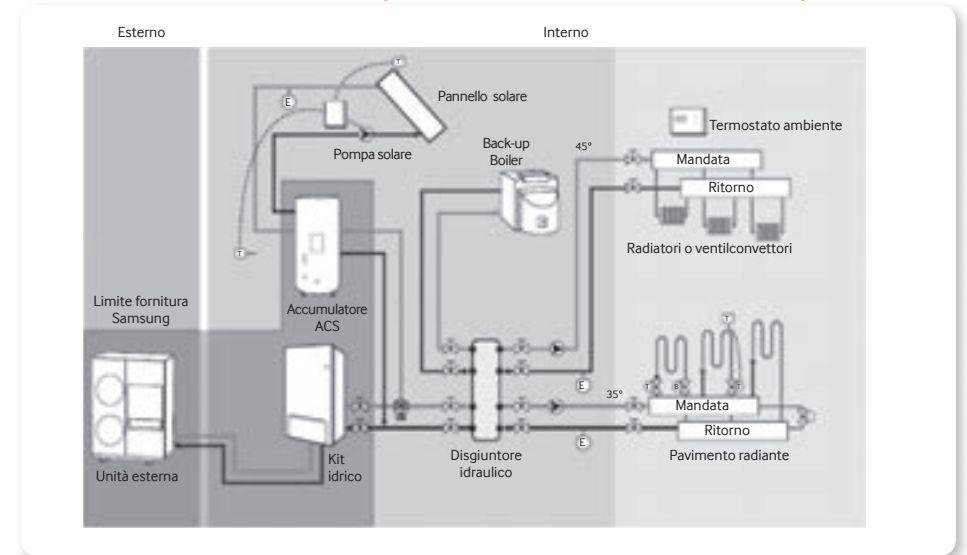 Esterno
Interno
T
E
Pannello solare
Pompa solare
Back-up
Boiler
45°
Termostato ambiente
Mandata
Ritorno
Radiatori o ventilconvettori
T
Limite fornitura
Samsung
Accumulatore
ACS
T
E
35°
T
B
T
Mandata
Ritorno
E
Unità esterna
Kit
idrico
Disgiuntore
idraulico
Pavimento radiante